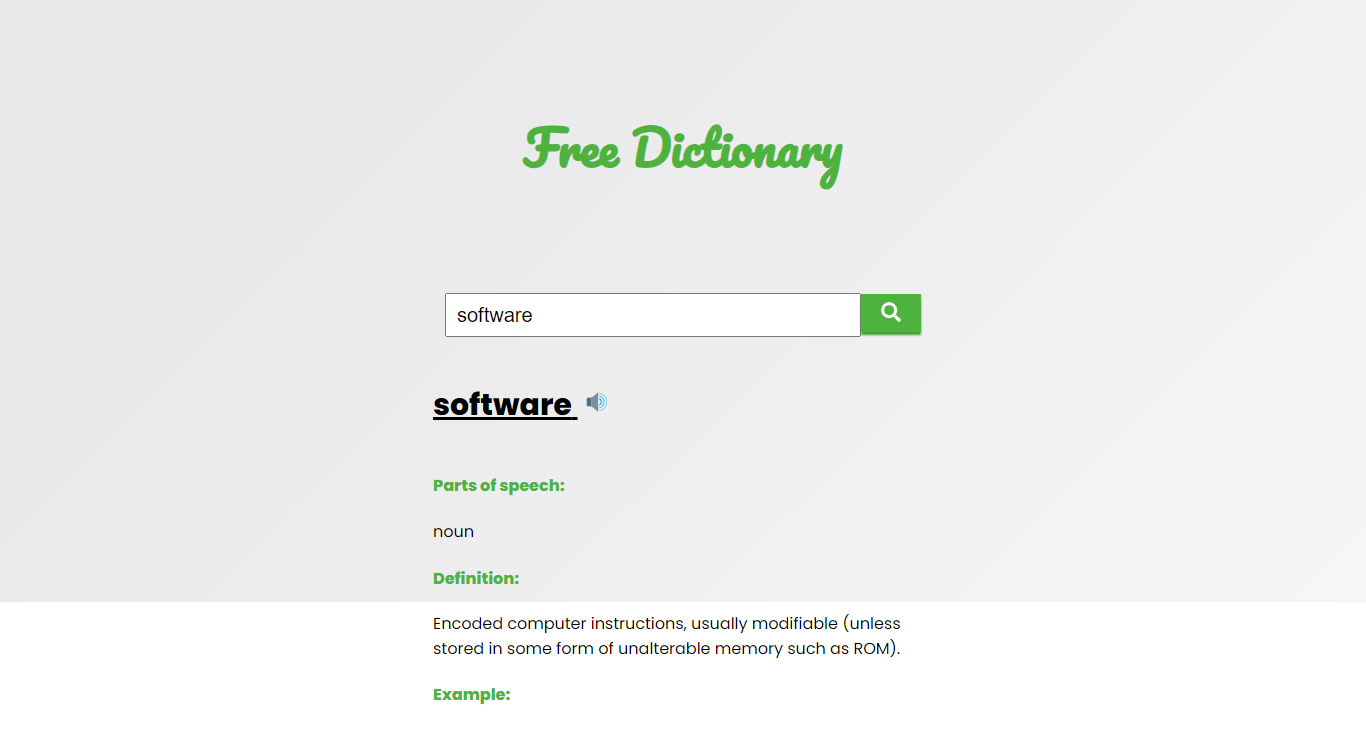 Free Dictionary
software
software
Parts of speech:
noun
Definition:
Encoded computer instructions, usually modifiable (unless
stored in some form of unalterable memory such as ROM).
Example: